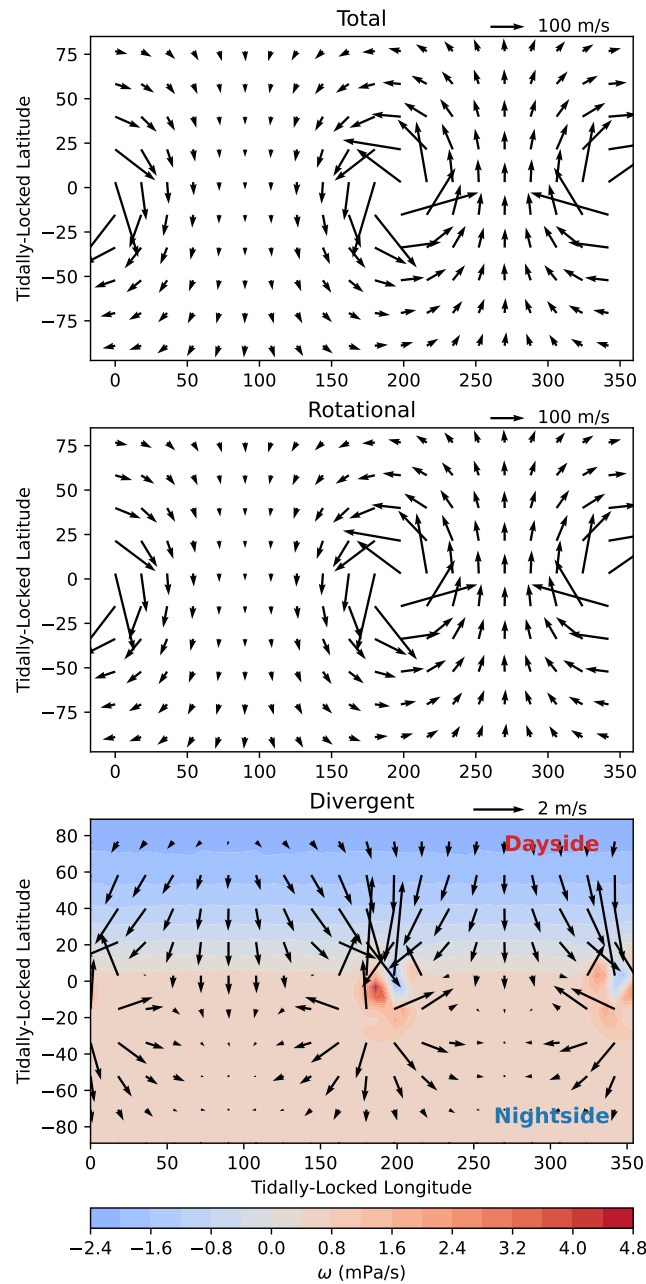 Total
100 m/s
Tidally-Locked Latitude
75
50
25
0
−25
−50
−75
0 50 100 150 200 250 300 350
Rotational
100 m/s
Tidally-Locked Latitude
75
50
25
0
−25
−50
−75
0 50 100 150 200 250 300 350
Divergent
2 m/s
Dayside
Tidally-Locked Latitude
80
60
40
20
0
−20
−40
−60
−80
Nightside
0 50 100 150 200 250 300 350
Tidally-Locked Longitude
−2.4 −1.6 −0.8 0.0 0.8 1.6 2.4 3.2 4.0 4.8
ω (mPa/s)